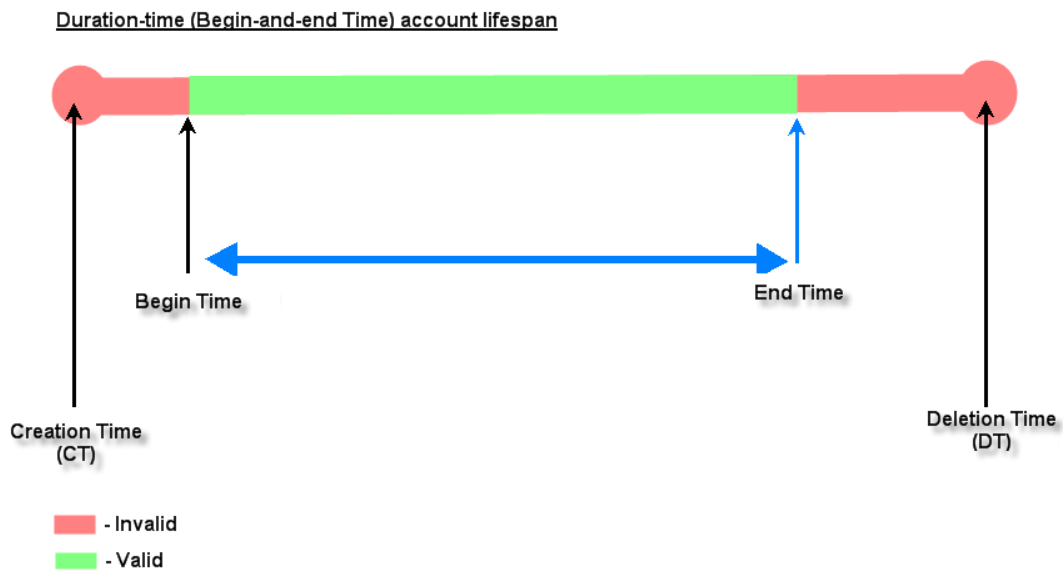 Duration-time (Begin-and-end Time) account lifespan
Begin Time
End Time
Creation Time
(CT)
Deletion Time
(DT)
- Invalid
- Valid